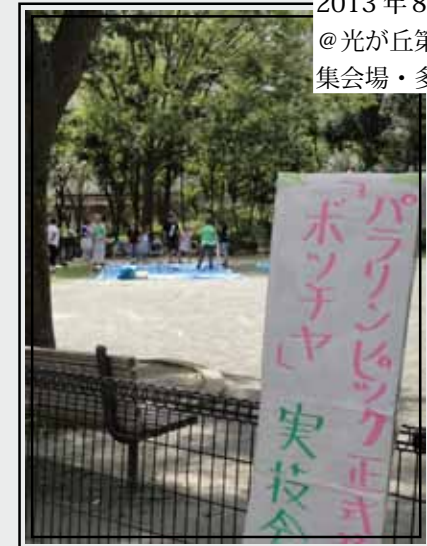 2013年8
@光が丘第
集会場・多
パラリンピック 正式
「ボッチャ」実技会